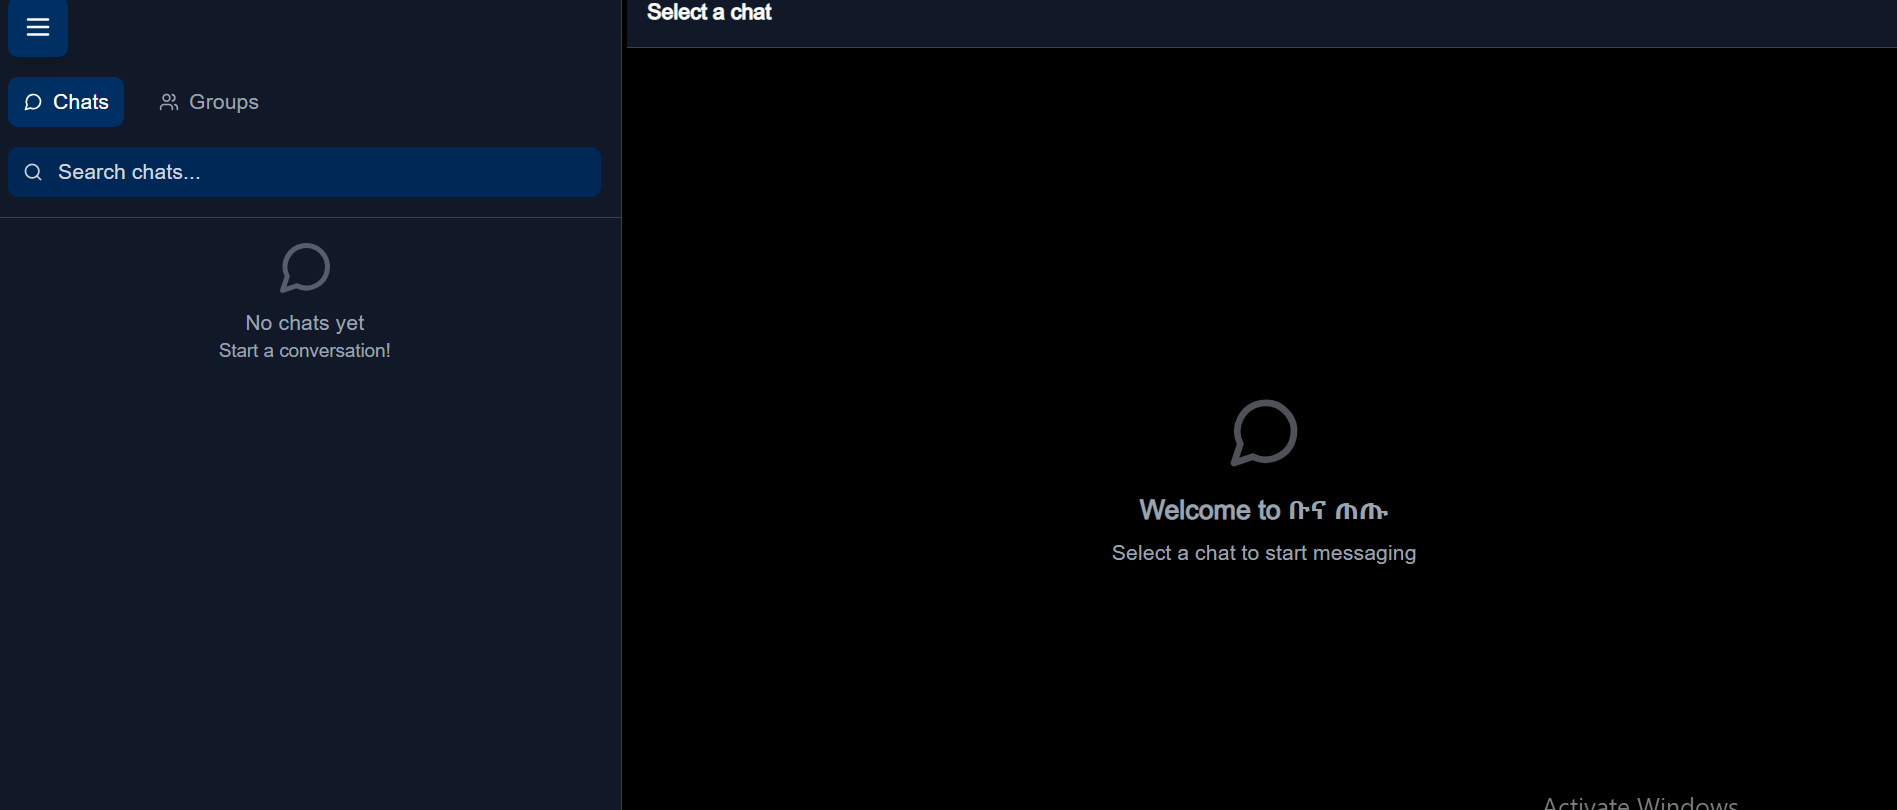 Select a chat
Chats
Groups
Search chats...
No chats yet
Start a conversation!
Welcome to ቡና ጠጡ
Select a chat to start messaging
Activate Windows